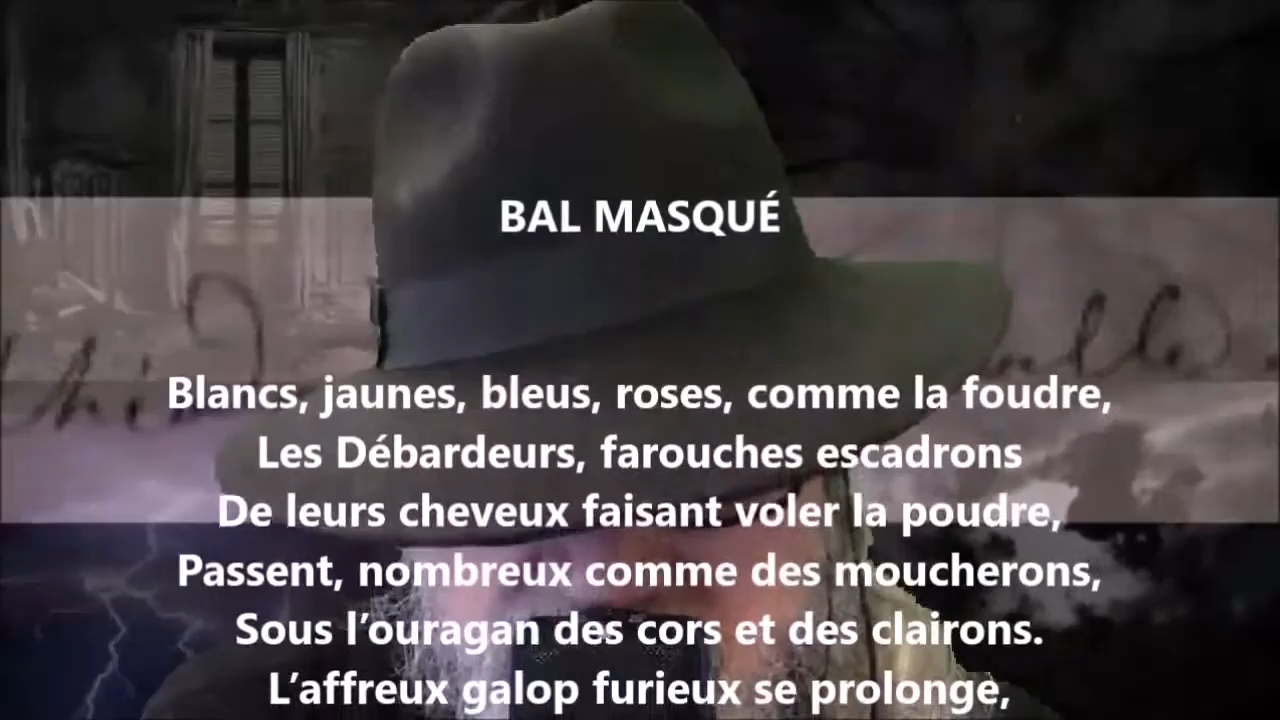 BAL MASQUÉ
Blancs, jaunes, bleus, roses, comme la foudre,
Les Débardeurs, farouches escadrons
De leurs cheveux faisant voler la poudre,
Passent, nombreux comme des moucherons,
Sous l’ouragan des cors et des clairons.
L’affreux galop furieux se prolonge,